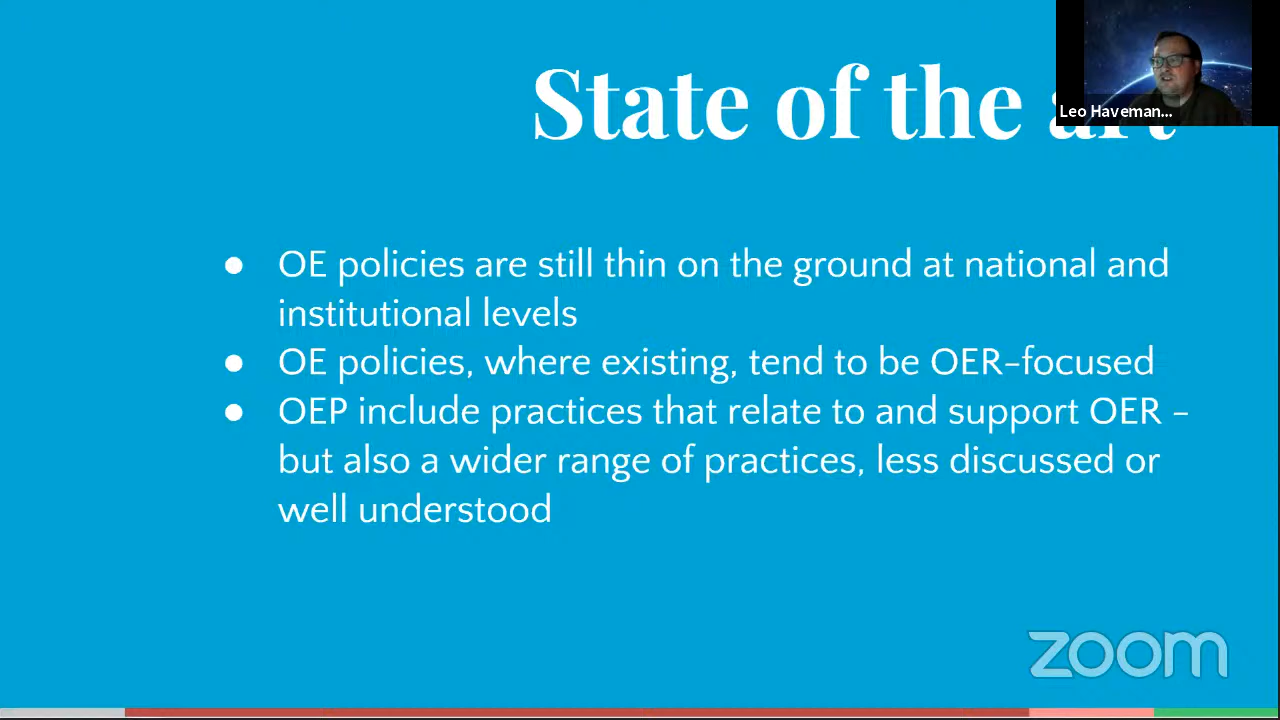 State of the art
Leo Haveman...
● OE policies are still thin on the ground at national and
institutional levels
● OE policies, where existing, tend to be OER-focused
● OEP include practices that relate to and support OER –
but also a wider range of practices, less discussed or
well understood
zoom